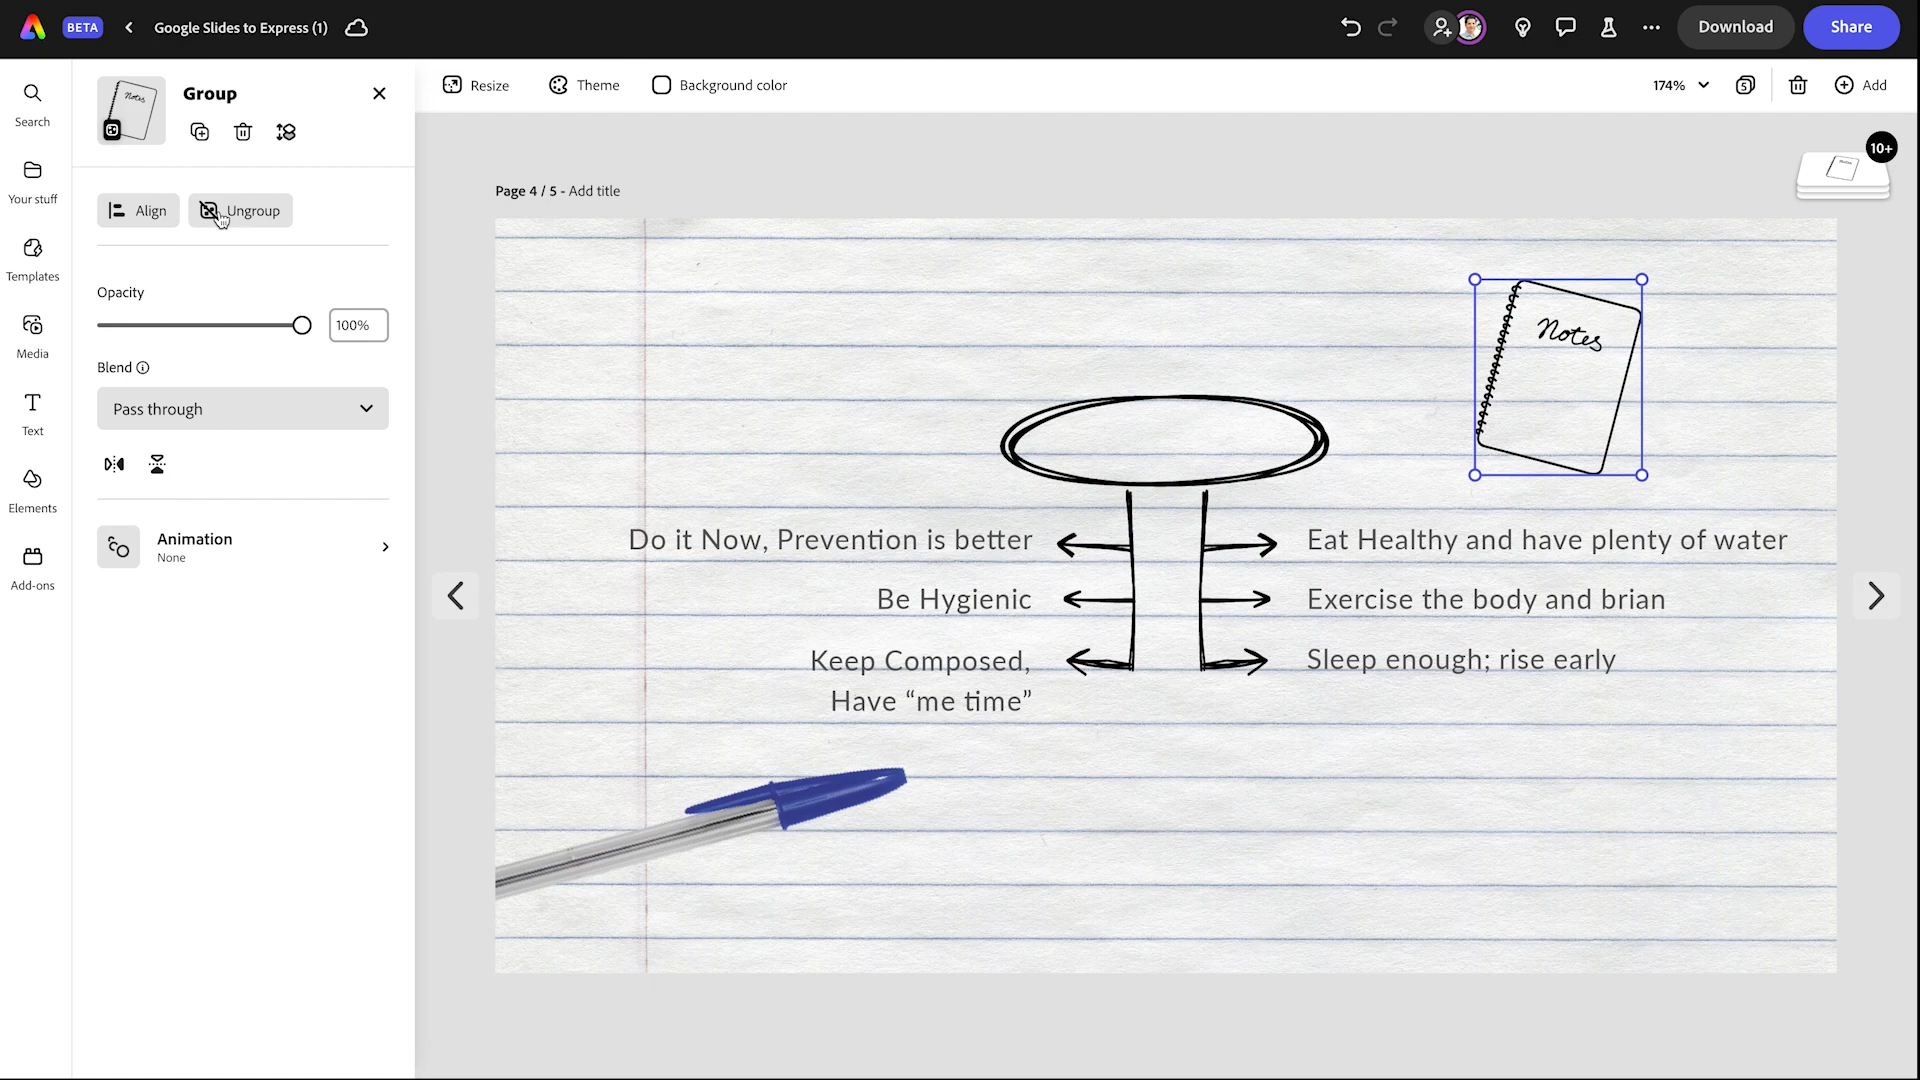 BETA
Google Slides to Express (1)
Download
Share
Search
Your stuff
Templates
Media
Text
Elements
Add-ons
Notes
Group
Align
Ungroup
Opacity
100%
Blend
Pass through
Animation
None
Resize
Theme
Background color
174%
5
Add
10+
Notes
Page 4 / 5 - Add title
Notes
Do it Now, Prevention is better
Be Hygienic
Keep Composed,
Have “me time”
Eat Healthy and have plenty of water
Exercise the body and brian
Sleep enough; rise early